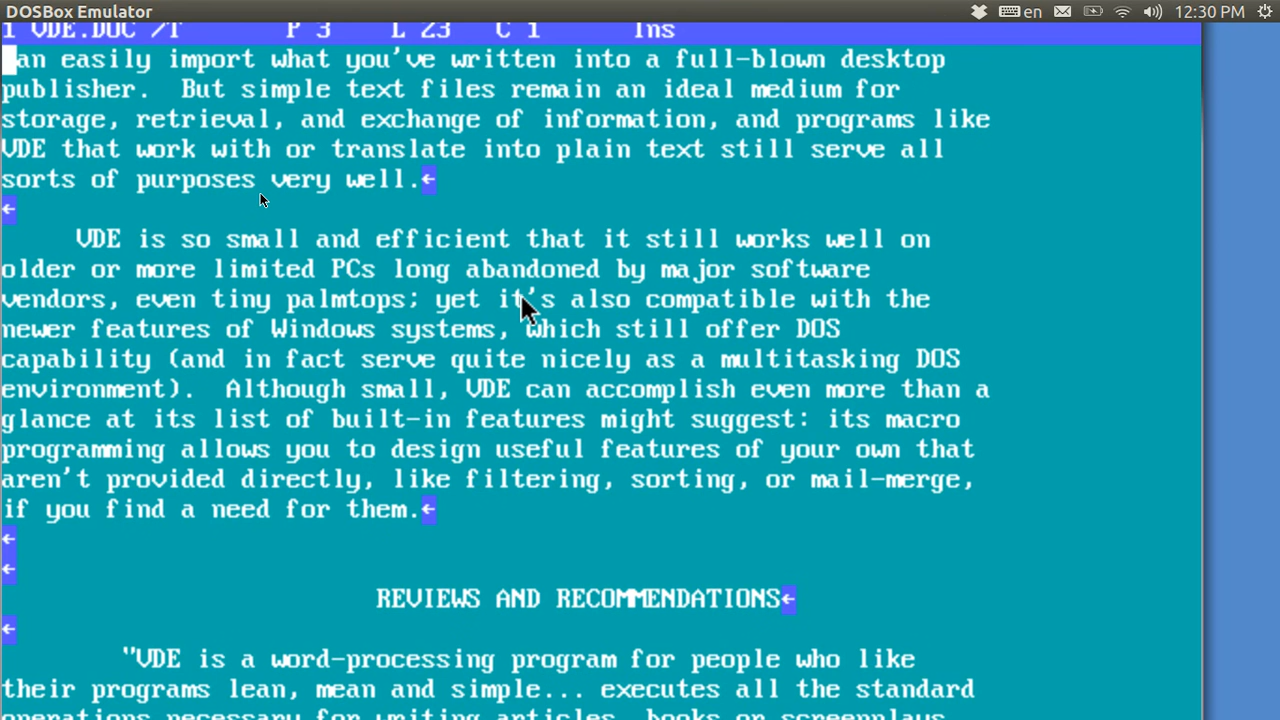 DOSBox Emulator en 12:30 PM
1 VDE.DOC /T P 3 L 23 C 1 Ins
an easily import what you've written into a full-blown desktop
publisher. But simple text files remain an ideal medium for
storage, retrieval, and exchange of information, and programs like
VDE that work with or translate into plain text still serve all
sorts of purposes very well.←
←
VDE is so small and efficient that it still works well on
older or more limited PCs long abandoned by major software
vendors, even tiny palmtops; yet it's also compatible with the
newer features of Windows systems, which still offer DOS
capability (and in fact serve quite nicely as a multitasking DOS
environment). Although small, VDE can accomplish even more than a
glance at its list of built-in features might suggest: its macro
programming allows you to design useful features of your own that
aren't provided directly, like filtering, sorting, or mail-merge,
if you find a need for them.←
←
←
REVIEWS AND RECOMMENDATIONS←
←
"VDE is a word-processing program for people who like
their programs lean, mean and simple... executes all the standard
operations necessary for writing articles, books or screenplays